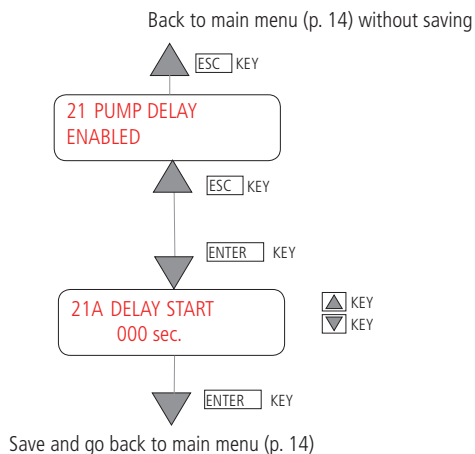 Back to main menu (p. 14) without saving
ESC KEY
21 PUMP DELAY
ENABLED
ESC KEY
ENTER KEY
21A DELAY START
000 sec.
KEY
KEY
ENTER KEY
Save and go back to main menu (p. 14)